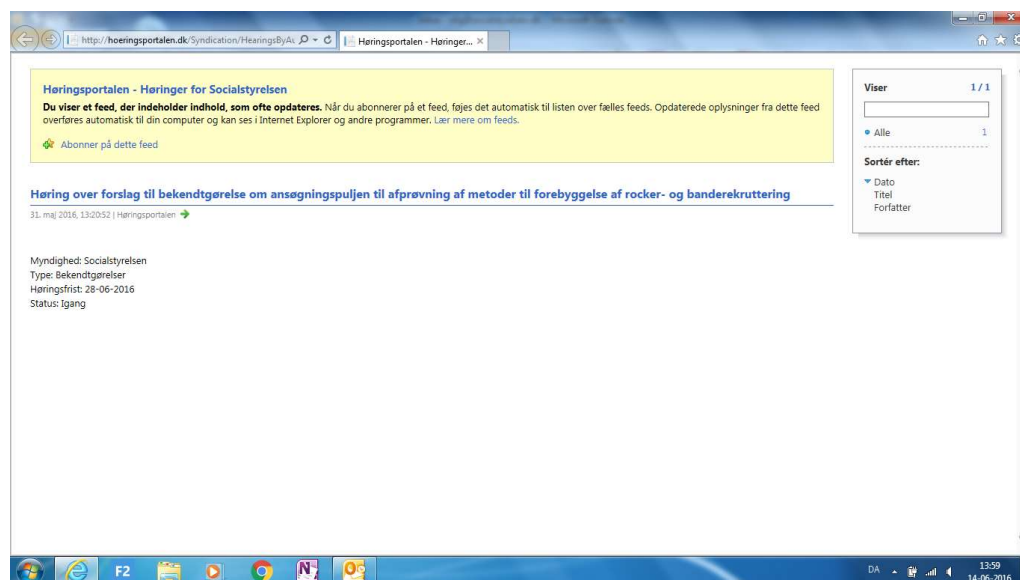 http://hoeringsportalen.dk/Syndication/HearingsByAu
Høringsportalen - Høringer...
Høringsportalen - Høringer for Socialstyrelsen
Du viser et feed, der indeholder indhold, som ofte opdateres. Når du abonnerer på et feed, føjes det automatisk til listen over fælles feeds. Opdaterede oplysninger fra dette feed
overføres automatisk til din computer og kan ses i Internet Explorer og andre programmer. Lær mere om feeds.
Abonner på dette feed
Høring over forslag til bekendtgørelse om ansøgningspuljen til afprøvning af metoder til forebyggelse af rocker- og banderekruttering
31. maj 2016, 13:20:52 | Høringsportalen
Myndighed: Socialstyrelsen
Type: Bekendtgørelser
Høringsfrist: 28-06-2016
Status: Igang
Viser 1 / 1
Alle 1
Sortér efter:
Dato
Titel
Forfatter
F2
DA
13:59
14-06-2016